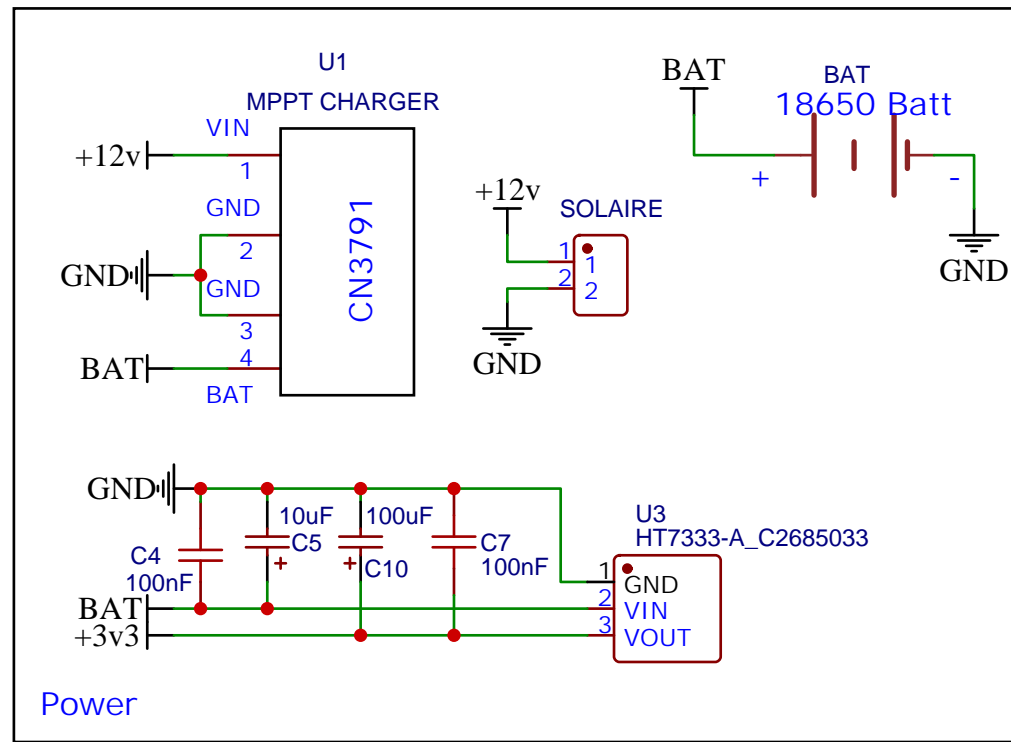 U1
MPPT CHARGER
VIN
+12v
1
GND
2
GND
GND
3
4
BAT
BAT
CN3791
+12v
SOLAIRE
1
1
2
2
GND
BAT
BAT
18650 Batt
+
-
GND
GND
10uF
100uF
C4
C5
C10
C7
100nF
100nF
+
+
BAT
+3v3
U3
HT7333-A_C2685033
1
GND
2
VIN
3
VOUT
Power